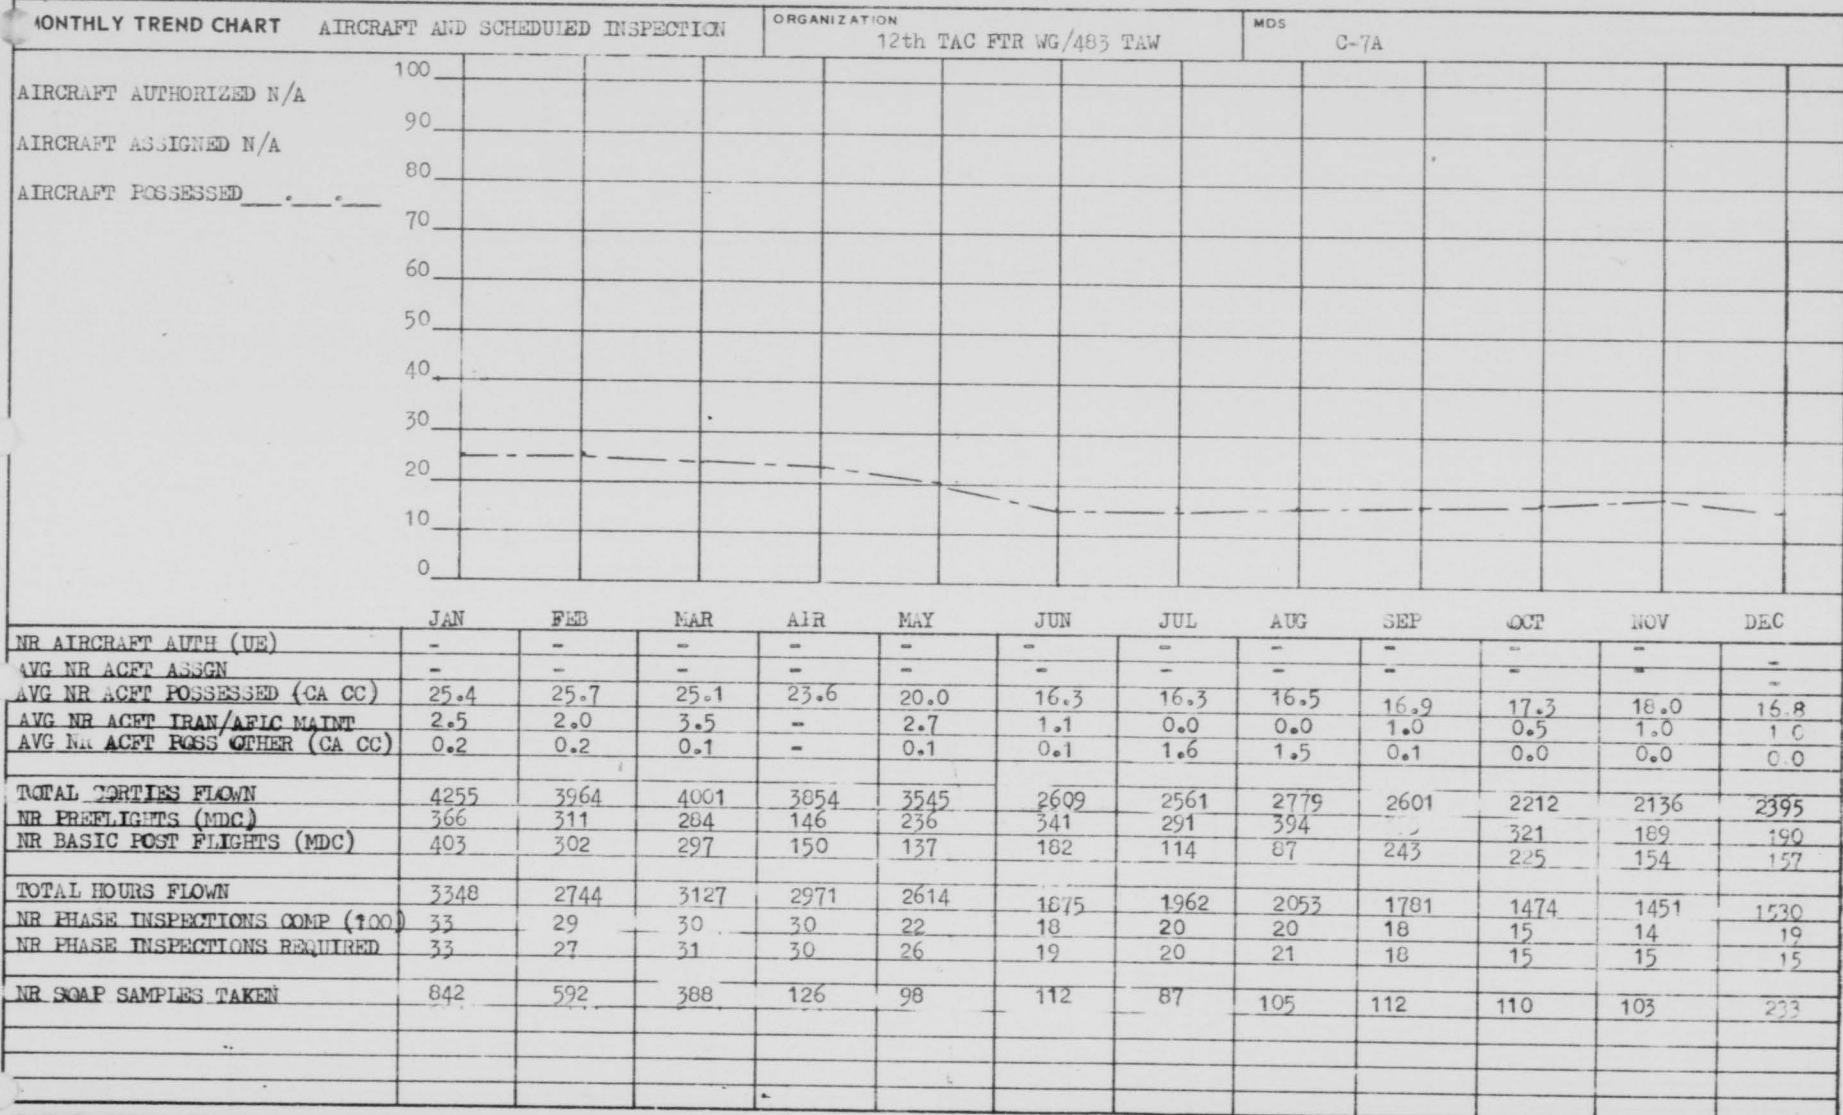 MONTHLY TREND CHART AIRCRAFT AND SCHEDULED INSPECTION
ORGANIZATION
12th TAC FTR WG/483 TAW
MDS
C-7A
AIRCRAFT AUTHORIZED N/A
AIRCRAFT ASSIGNED N/A
AIRCRAFT POSSESSED
100
90
80
70
60
50
40
30
20
10
0
JAN FEB MAR AIR MAY JUN JUL AUG SEP OCT NOV DEC
NR AIRCRAFT AUTH (UE) - - - - - - - - - - - -
AVG NR ACFT ASSGN - - - - - - - - - - - -
AVG NR ACFT POSSESSED (CA CC) 25.4 25.7 25.1 23.6 20.0 16.3 16.3 16.5 16.9 17.3 18.0 16.8
AVG NR ACFT IRAN/AFLC MAINT 2.5 2.0 3.5 - 2.7 1.1 0.0 0.0 1.0 0.5 1.0 1.0
AVG NR ACFT POSS OTHER (CA CC) 0.2 0.2 0.1 - 0.1 0.1 1.6 1.5 0.1 0.0 0.0 0.0
TOTAL FLOWN 4255 3964 4001 3854 3545 2609 2561 2779 2601 2212 2136 2395
NR PREFLIGHTS (MDC) 366 311 284 146 236 341 291 394 321 189 190
NR BASIC POST FLIGHTS (MDC) 403 302 297 150 137 182 114 87 243 225 154 157
TOTAL HOURS FLOWN 3348 2744 3127 2971 2614 1875 1962 2053 1781 1474 1451 1530
NR PHASE INSPECTIONS COMP (100) 33 29 30 30 22 18 20 20 18 15 14 19
NR PHASE INSPECTIONS REQUIRED 33 27 31 30 26 19 20 21 18 15 15 15
NR SOAP SAMPLES TAKEN 842 592 388 126 98 112 87 105 112 110 103 233